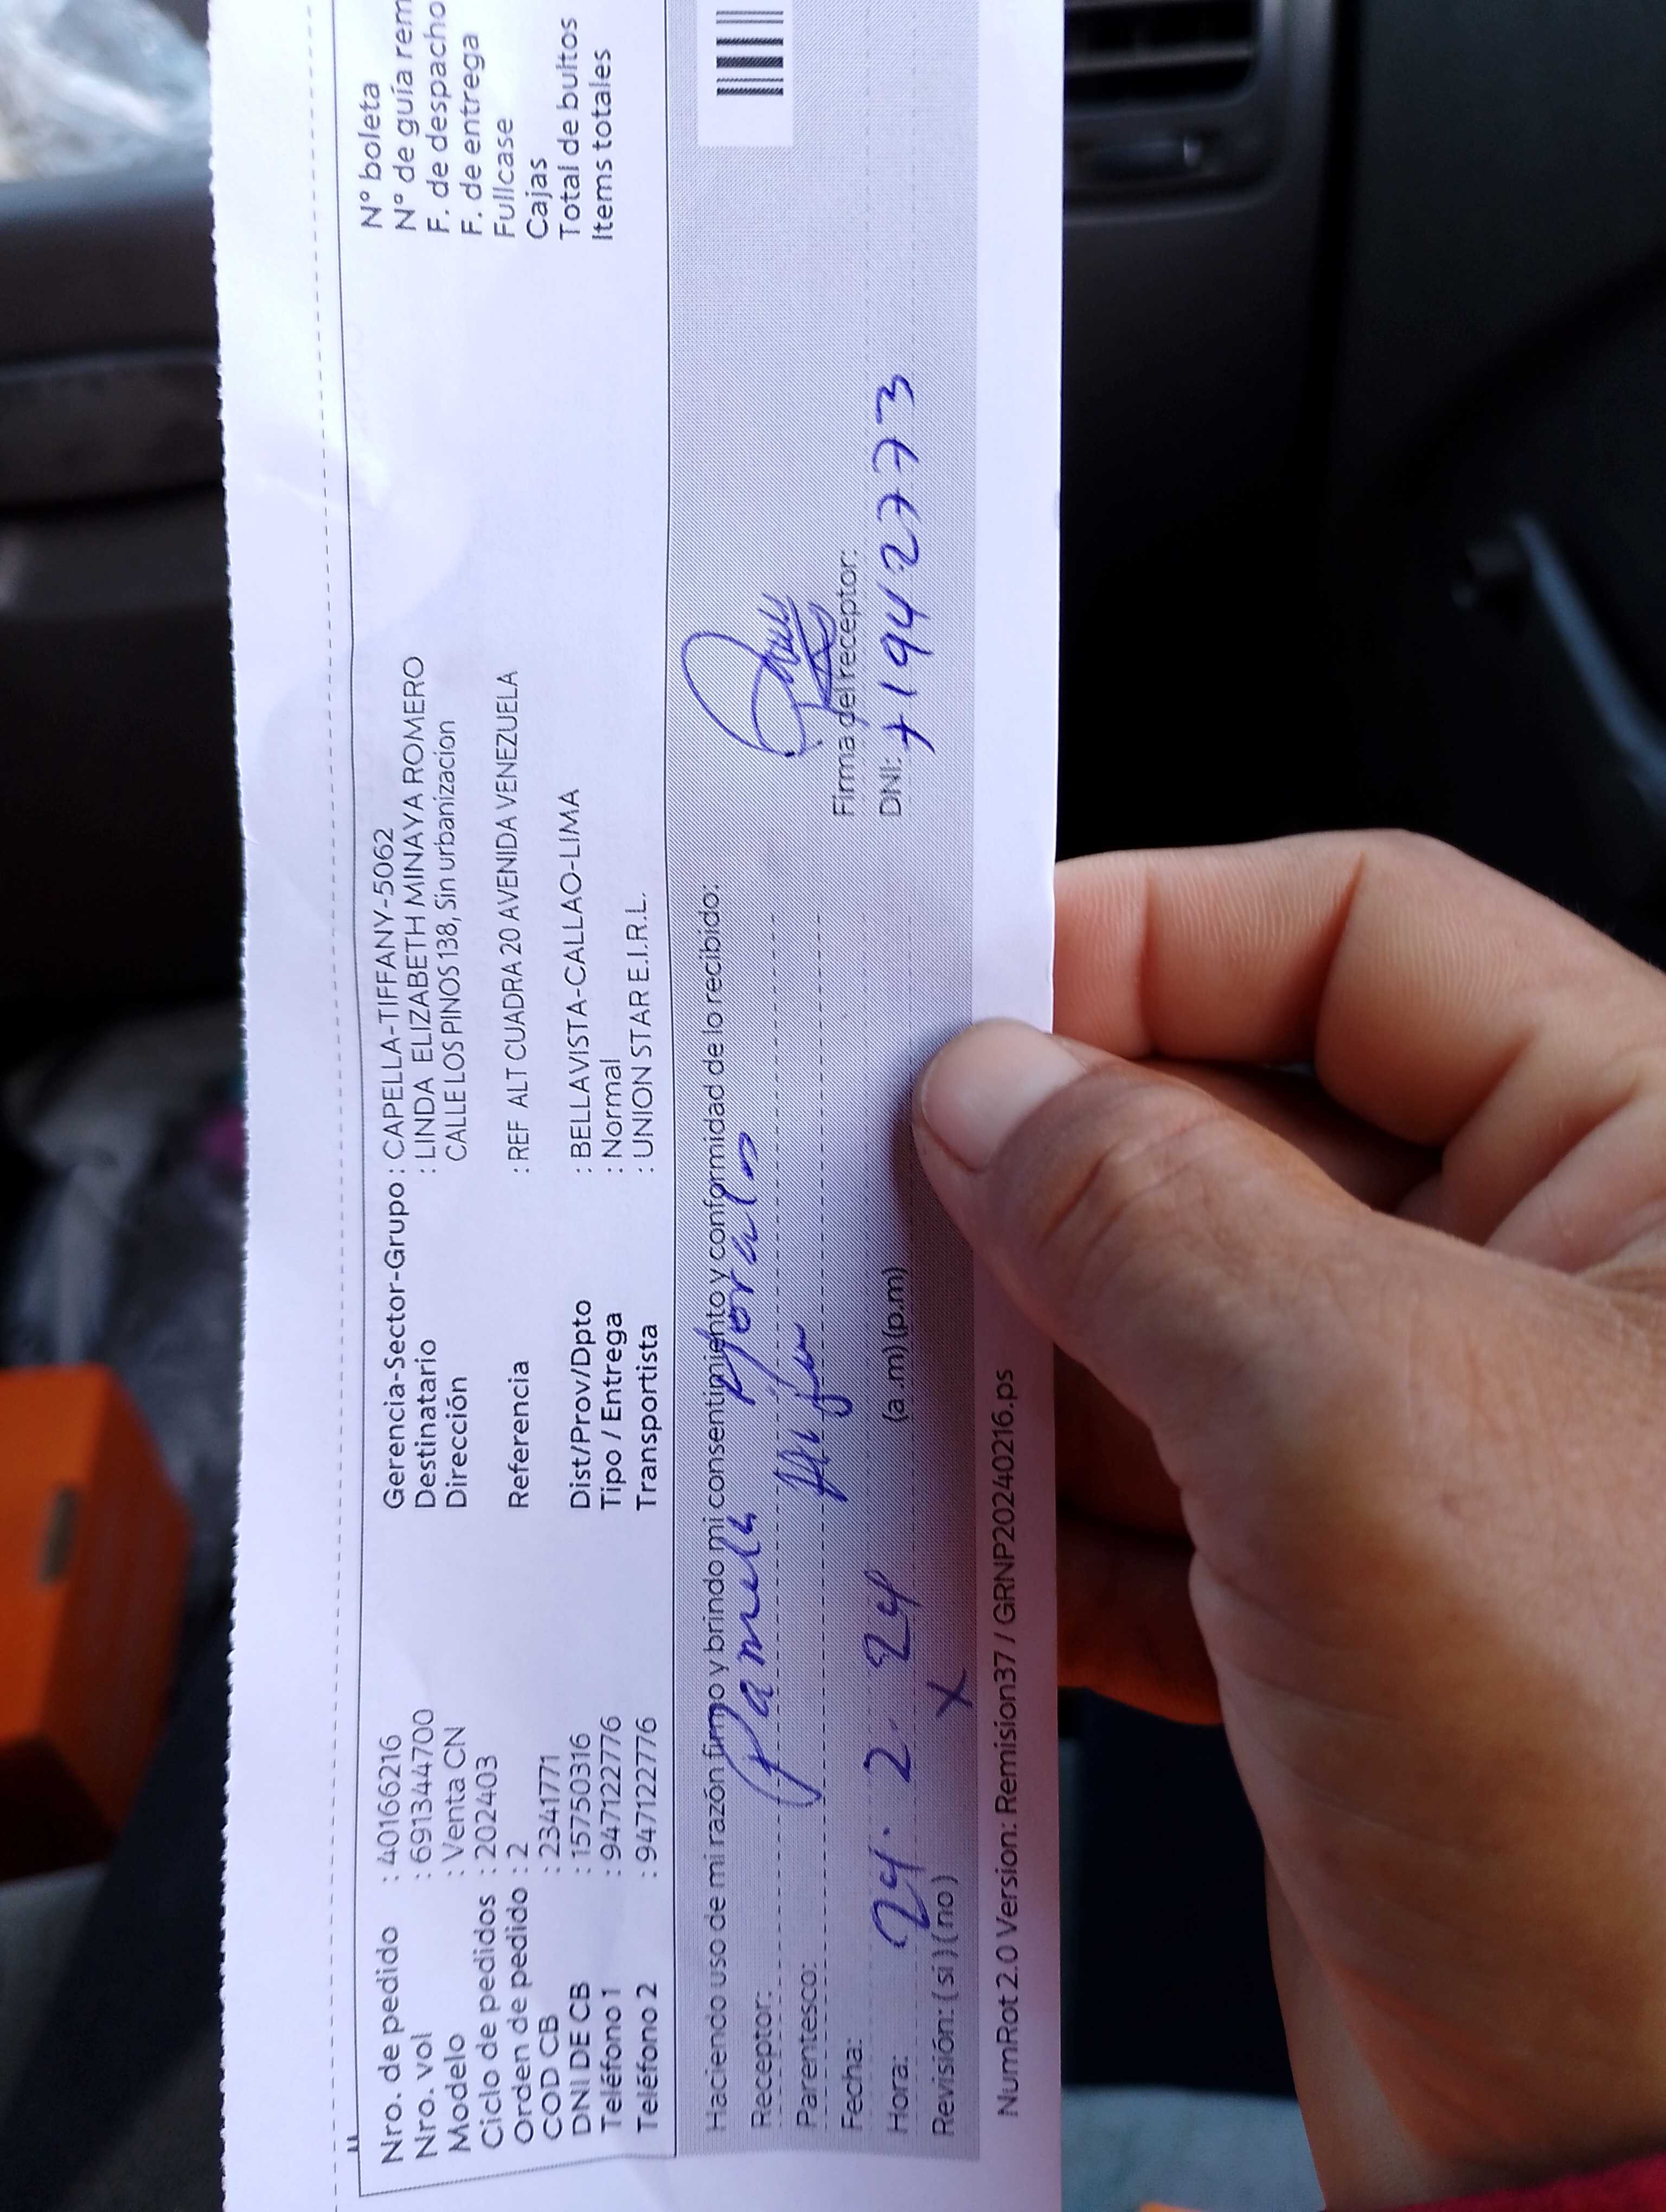 Nro. de pedido : 40166216 Gerencia-Sector-Grupo : CAPELLA-TIFFANY-5062 N° boleta
Nro. vol : 691344700 Destinatario : LINDA ELIZABETH MINAYA ROMERO N° de guía rem
Modelo : Venta CN Dirección CALLE LOS PINOS 138, Sin urbanizacion F. de despacho
Ciclo de pedidos : 202403 F. de entrega
Orden de pedido : 2 Referencia : REF ALT CUADRA 20 AVENIDA VENEZUELA Fullcase
COD CB : 2341771 Cajas
DNI DE CB : 15750316 Dist/Prov/Dpto : BELLAVISTA-CALLAO-LIMA Total de bultos
Teléfono 1 : 947122776 Tipo / Entrega : Normal Items totales
Teléfono 2 : 947122776 Transportista : UNION STAR E.I.R.L.
Haciendo uso de mi razón firmo y brindo mi consentimiento y conformidad de lo recibido:
Receptor: Pamela
Parentesco:
Firma del receptor:
Fecha: 24. 2. 24
Hora: (a.m)(p.m) DNI: 71942773
Revisión: ( si ) ( no ) X
NumRot 2.0 Version: Remision37 / GRNP20240216.ps